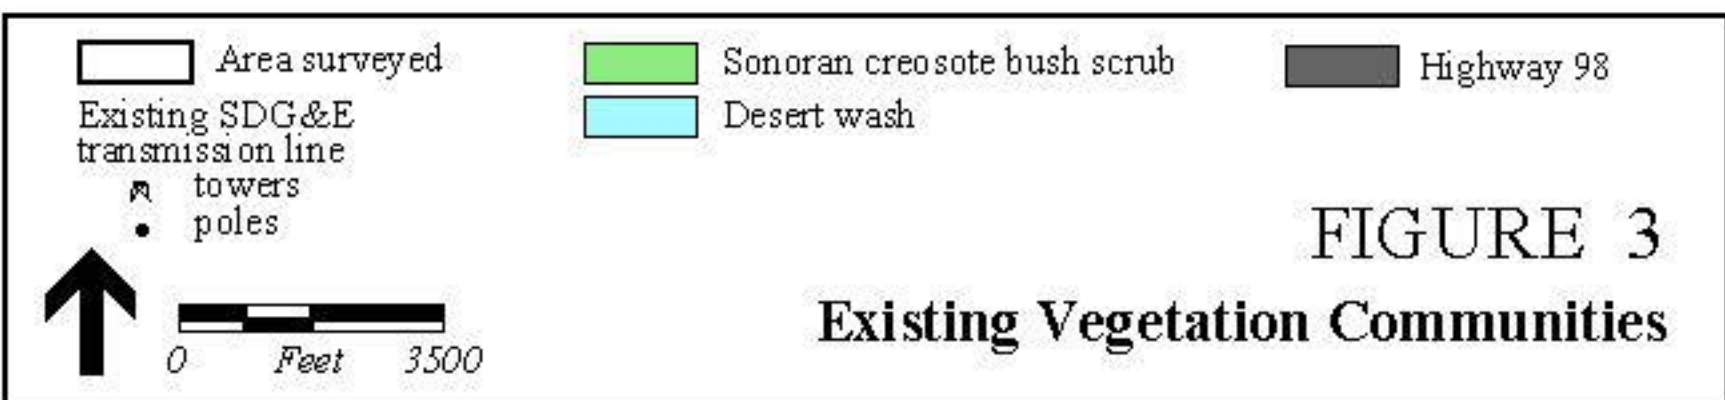 Area surveyed
Existing SDG&E
transmission line
towers
poles
0 Feet 3500
Sonoran creosote bush scrub
Desert wash
Highway 98
FIGURE 3
Existing Vegetation Communities